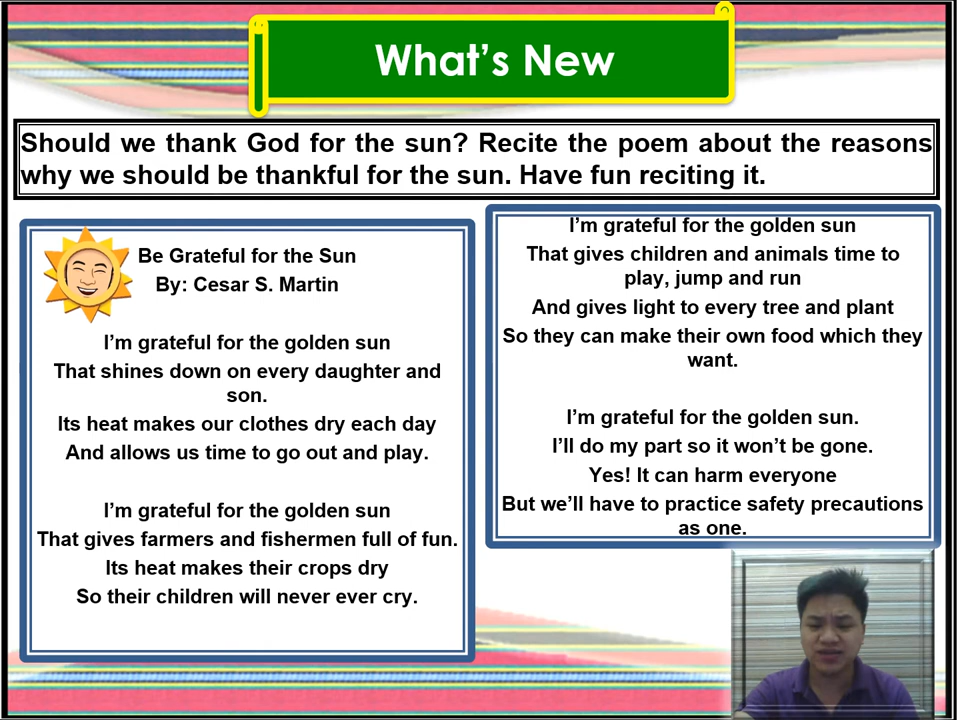 What's New
Should we thank God for the sun? Recite the poem about the reasons
why we should be thankful for the sun. Have fun reciting it.
Be Grateful for the Sun
By: Cesar S. Martin
I'm grateful for the golden sun
That shines down on every daughter and
son.
Its heat makes our clothes dry each day
And allows us time to go out and play.
I'm grateful for the golden sun
That gives farmers and fishermen full of fun.
Its heat makes their crops dry
So their children will never ever cry.
I'm grateful for the golden sun
That gives children and animals time to
play, jump and run
And gives light to every tree and plant
So they can make their own food which they
want.
I'm grateful for the golden sun.
I'll do my part so it won't be gone.
Yes! It can harm everyone
But we'll have to practice safety precautions
as one.